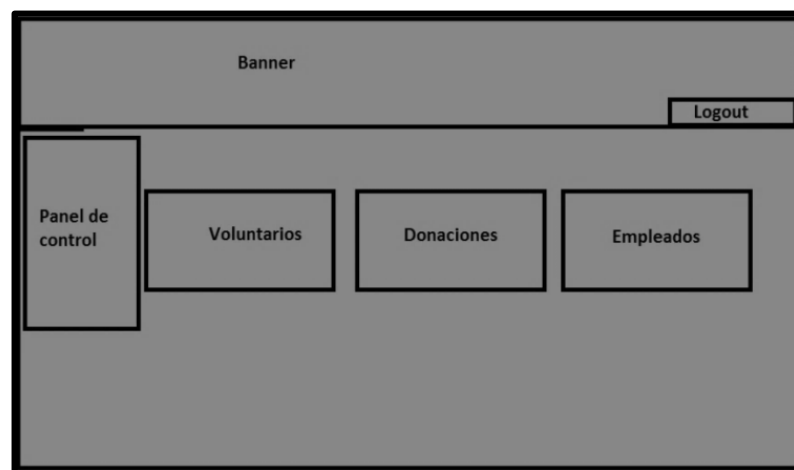 Banner
Logout
Panel de
control
Voluntarios
Donaciones
Empleados